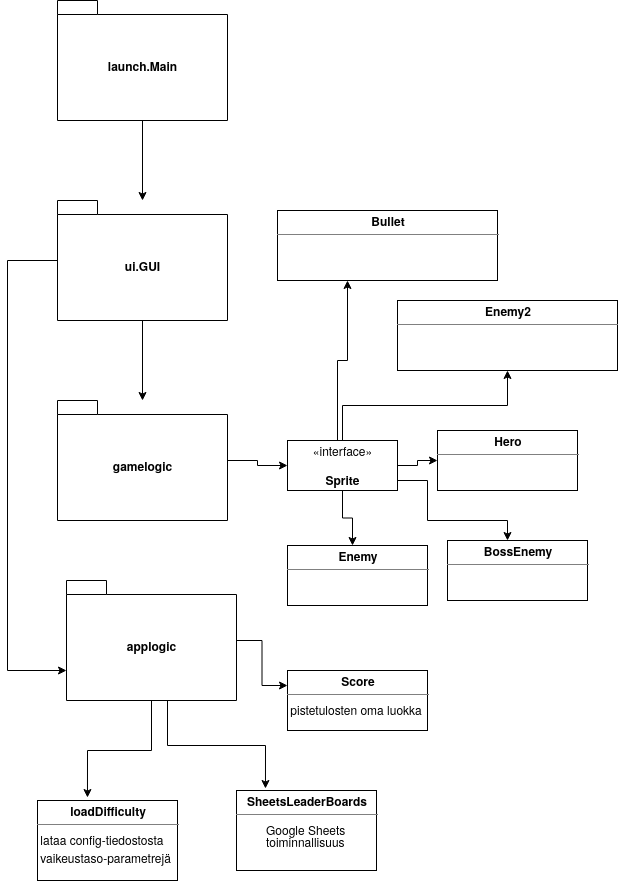 launch.Main
ui.GUI
Bullet
Enemy2
gamelogic
«interface»
Sprite
Hero
BossEnemy
Enemy
applogic
Score
pistetulosten oma luokka
loadDifficulty
lataa config-tiedostosta
vaikeustaso-parametrejä
SheetsLeaderBoards
Google Sheets
toiminnallisuus